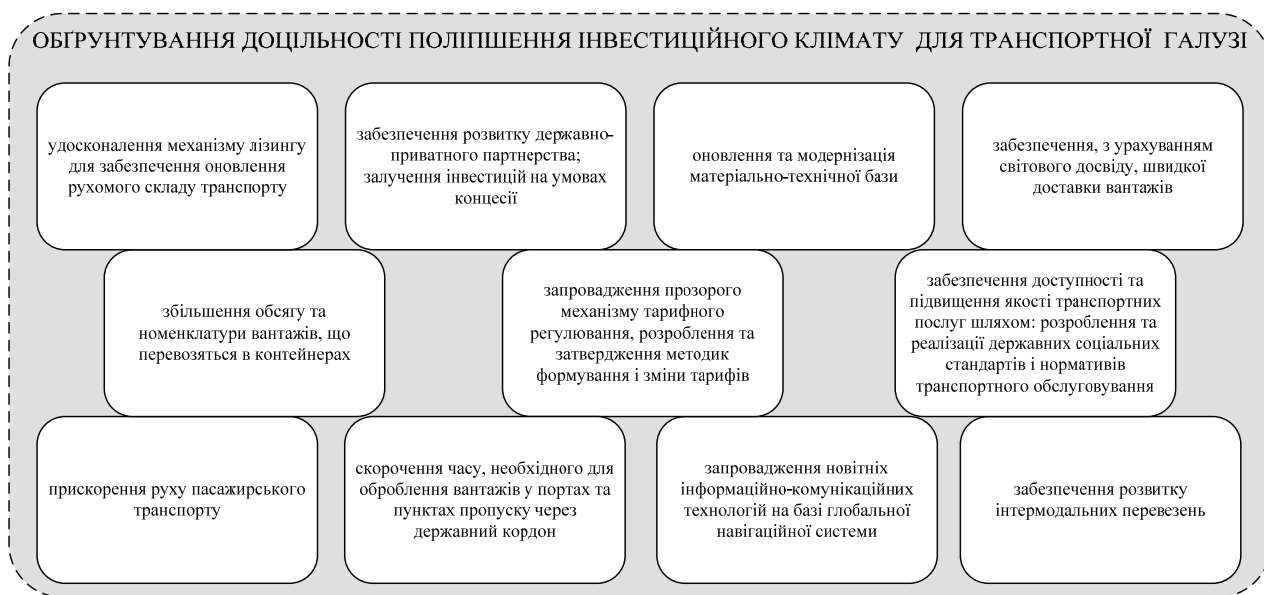 ОБҐРУНТУВАННЯ ДОЦІЛЬНОСТІ ПОЛІПШЕННЯ ІНВЕСТИЦІЙНОГО КЛІМАТУ ДЛЯ ТРАНСПОРТНОЇ ГАЛУЗІ
удосконалення механізму лізингу
для забезпечення оновлення
рухомого складу транспорту
забезпечення розвитку державно-
приватного партнерства;
залучення інвестицій на умовах
концесії
оновлення та модернізація
матеріально-технічної бази
забезпечення, з урахуванням
світового досвіду, швидкої
доставки вантажів
збільшення обсягу та
номенклатури вантажів, що
перевозяться в контейнерах
запровадження прозорого
механізму тарифного
регулювання, розроблення та
затвердження методик
формування і зміни тарифів
забезпечення доступності та
підвищення якості транспортних
послуг шляхом: розроблення та
реалізації державних соціальних
стандартів і нормативів
транспортного обслуговування
прискорення руху пасажирського
транспорту
скорочення часу, необхідного для
оброблення вантажів у портах та
пунктах пропуску через
державний кордон
запровадження новітніх
інформаційно-комунікаційних
технологій на базі глобальної
навігаційної системи
забезпечення розвитку
інтермодальних перевезень